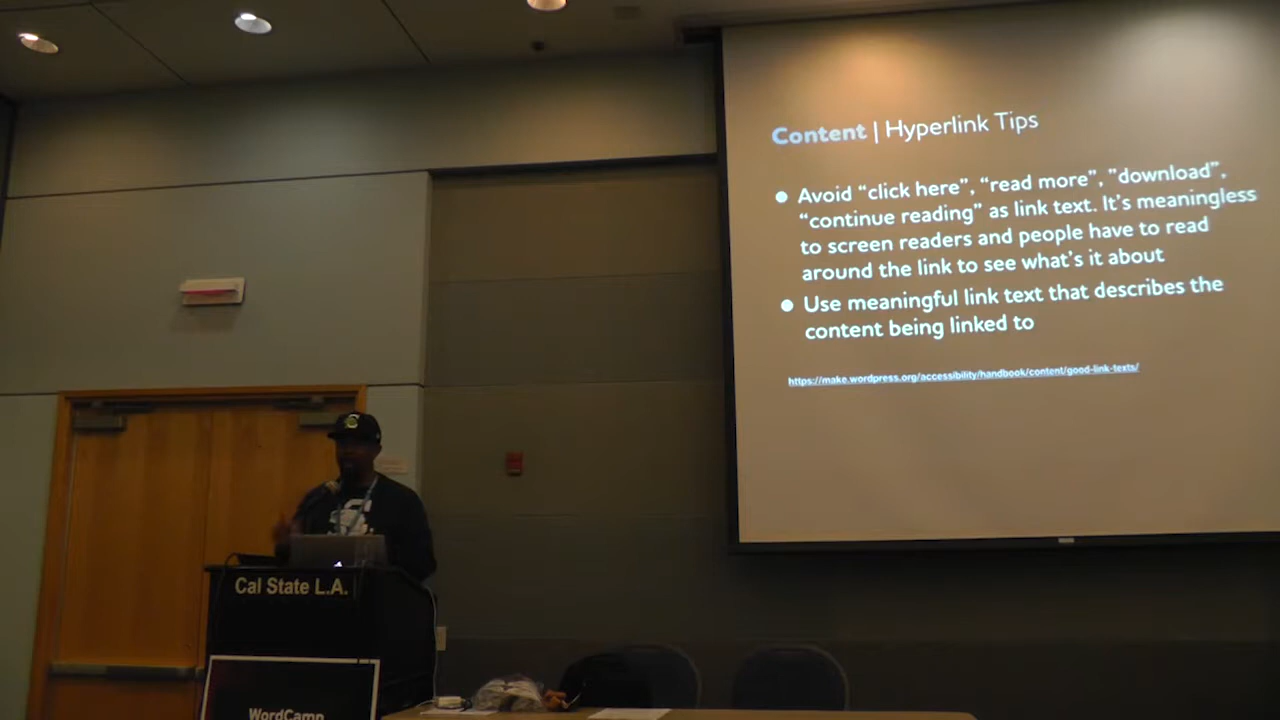 Content | Hyperlink Tips
● Avoid “click here”, “read more”, ”download”,
“continue reading” as link text. It’s meaningless
to screen readers and people have to read
around the link to see what’s it about
● Use meaningful link text that describes the
content being linked to
https://make.wordpress.org/accessibility/handbook/content/good-link-texts/
Cal State L.A.
WordCamp